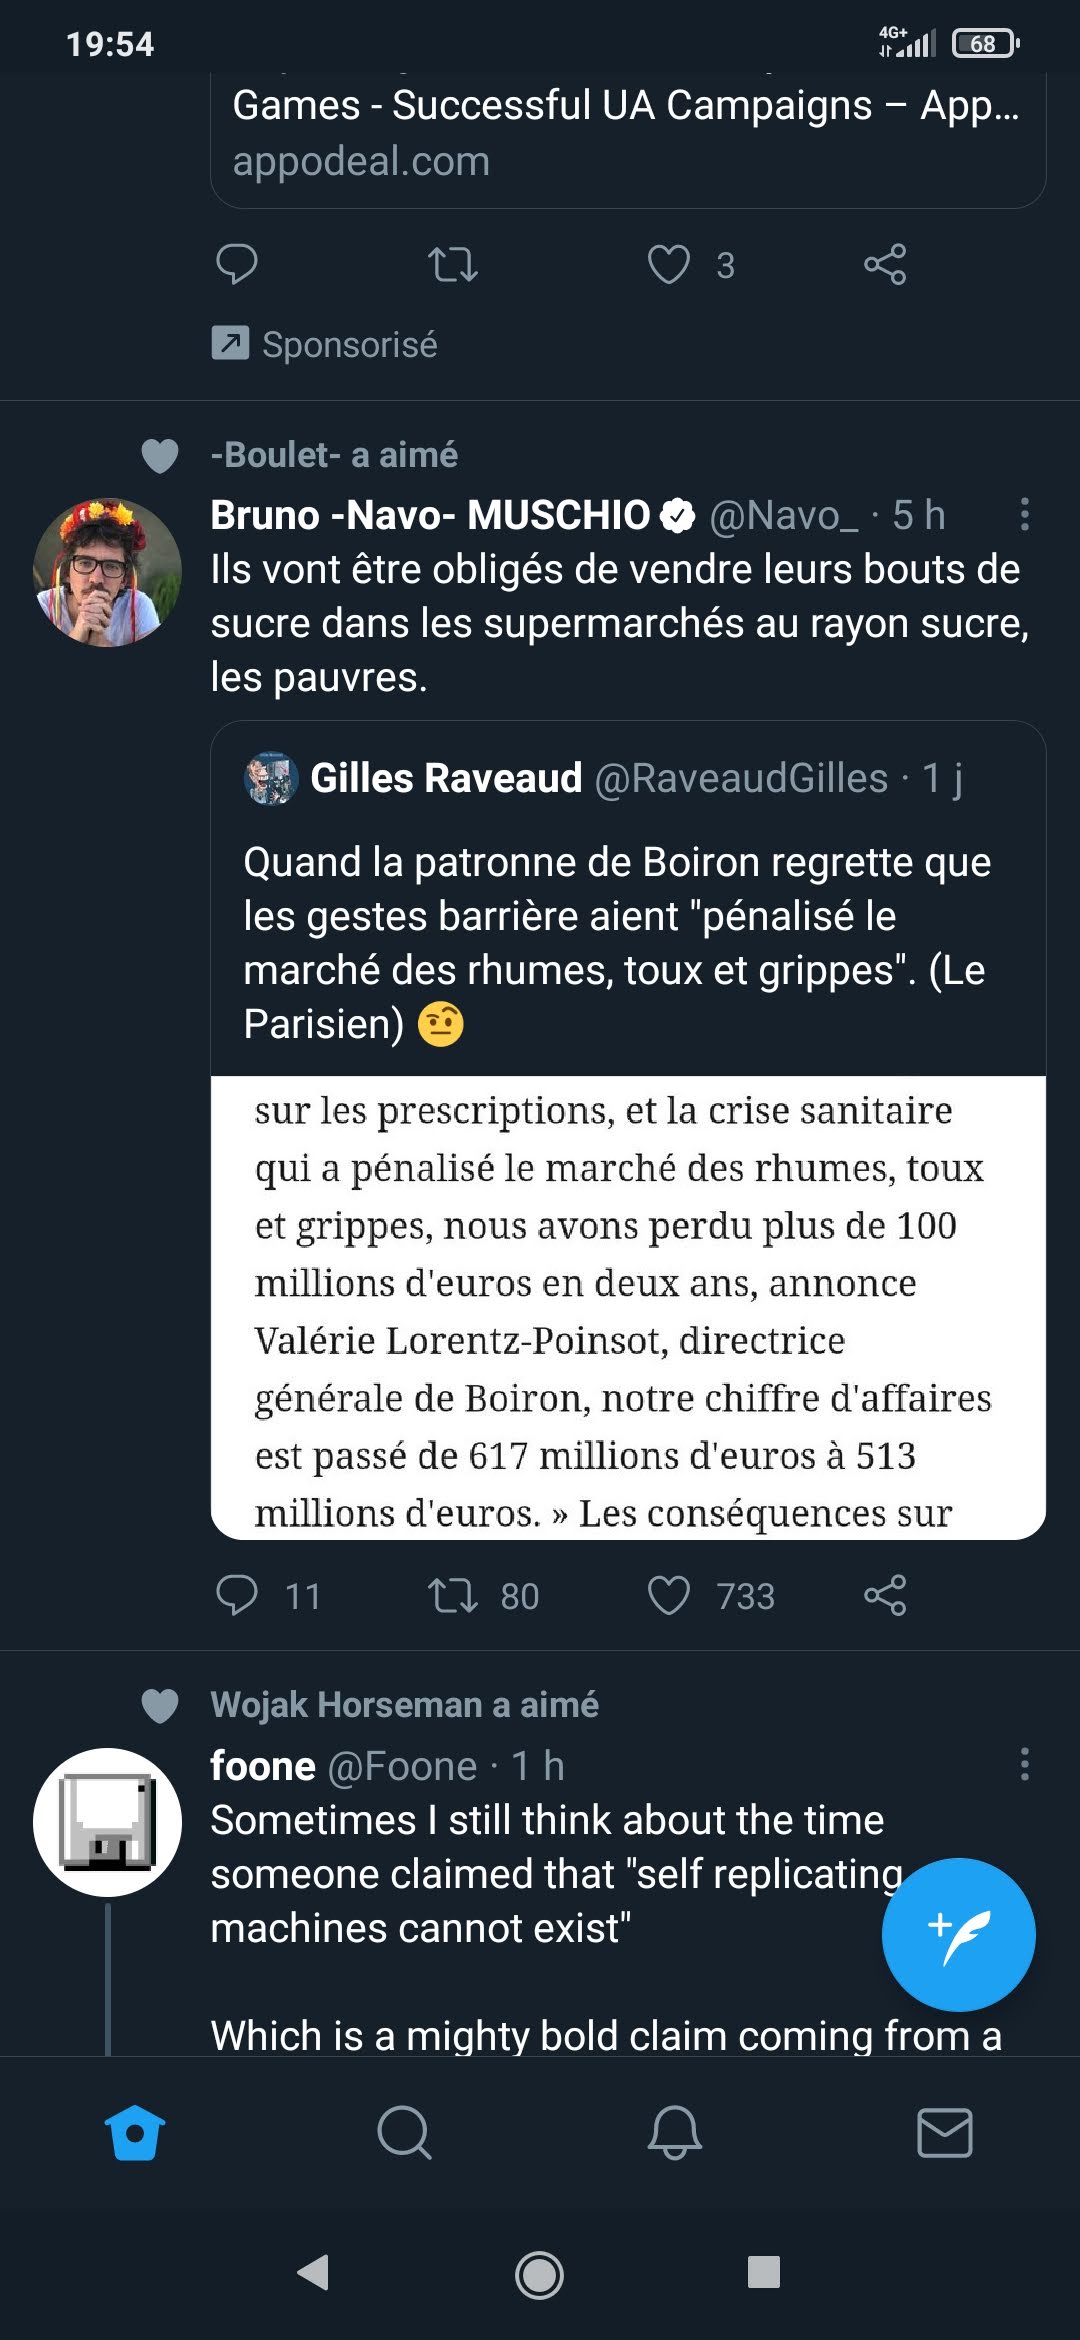 19:54
4G+
68
Games - Successful UA Campaigns – App...
appodeal.com
3
Sponsorisé
-Boulet- a aimé
Bruno -Navo- MUSCHIO @Navo_ · 5 h
Ils vont être obligés de vendre leurs bouts de
sucre dans les supermarchés au rayon sucre,
les pauvres.
Gilles Raveaud @RaveaudGilles · 1 j
Quand la patronne de Boiron regrette que
les gestes barrière aient "pénalisé le
marché des rhumes, toux et grippes". (Le
Parisien) 🤨
sur les prescriptions, et la crise sanitaire
qui a pénalisé le marché des rhumes, toux
et grippes, nous avons perdu plus de 100
millions d'euros en deux ans, annonce
Valérie Lorentz-Poinsot, directrice
générale de Boiron, notre chiffre d'affaires
est passé de 617 millions d'euros à 513
millions d'euros. » Les conséquences sur
11 80 733
Wojak Horseman a aimé
foone @Foone · 1 h
Sometimes I still think about the time
someone claimed that "self replicating
machines cannot exist"
Which is a mighty bold claim coming from a